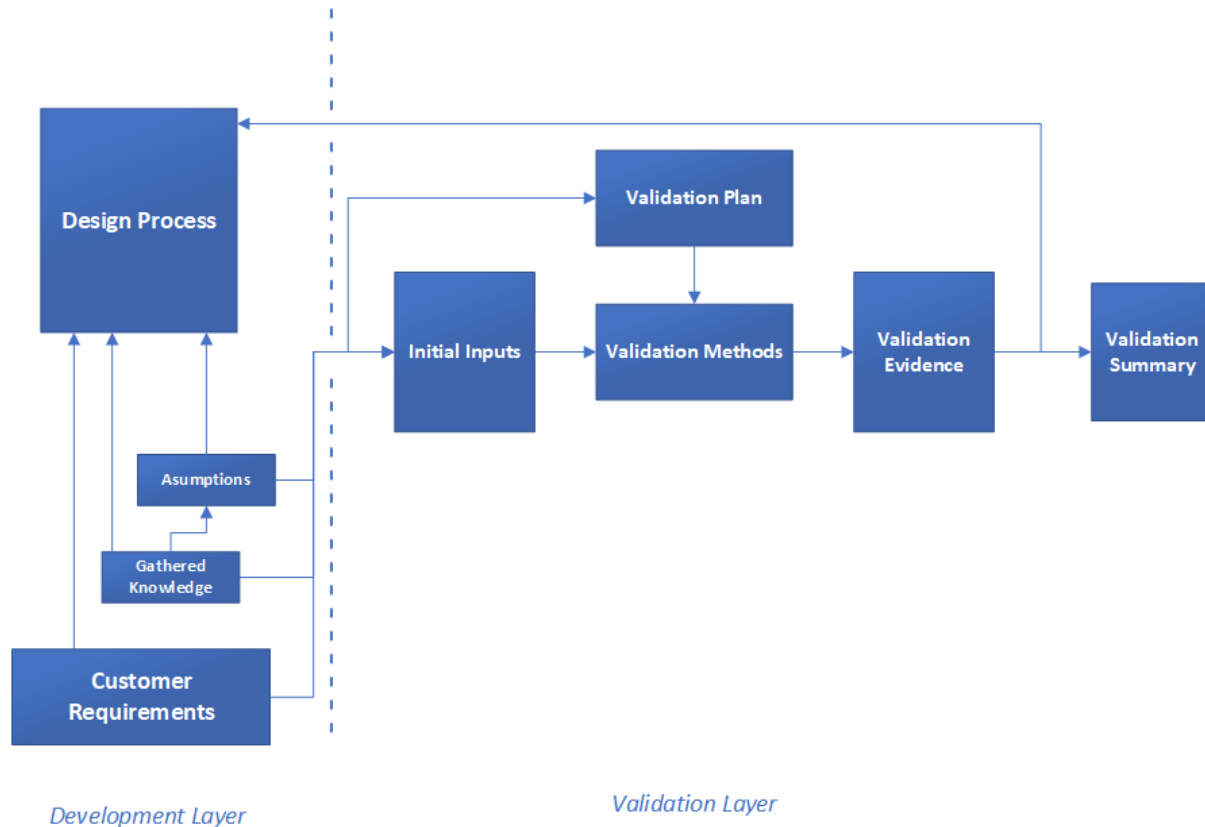 Design Process
Validation Plan
Initial Inputs
Validation Methods
Validation
Evidence
Validation
Summary
Asumptions
Gathered
Knowledge
Customer
Requirements
Development Layer
Validation Layer